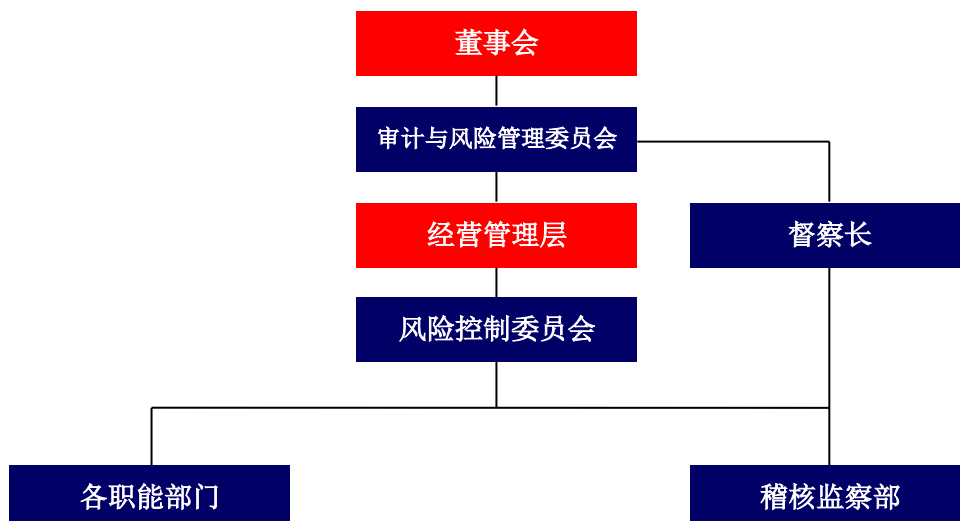 董事会
审计与风险管理委员会
经营管理层
督察长
风险控制委员会
各职能部门
稽核监察部